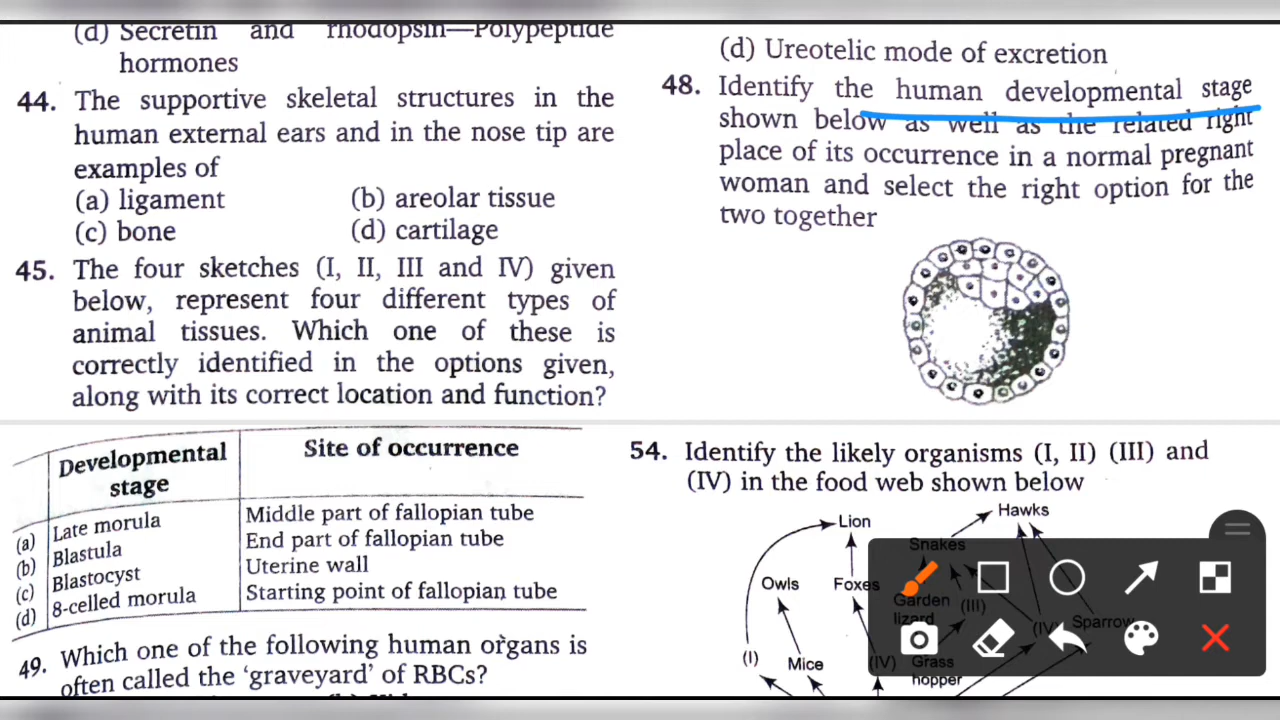 (d) Secretin and rhodopsin—Polypeptide
hormones
44. The supportive skeletal structures in the
human external ears and in the nose tip are
examples of
(a) ligament (b) areolar tissue
(c) bone (d) cartilage
45. The four sketches (I, II, III and IV) given
below, represent four different types of
animal tissues. Which one of these is
correctly identified in the options given,
along with its correct location and function?
(d) Ureotelic mode of excretion
48. Identify the human developmental stage
shown below as well as the related right
place of its occurrence in a normal pregnant
woman and select the right option for the
two together
Developmental stage Site of occurrence
(a) Late morula Middle part of fallopian tube
(b) Blastula End part of fallopian tube
(c) Blastocyst Uterine wall
(d) 8-celled morula Starting point of fallopian tube
49. Which one of the following human organs is
often called the ‘graveyard’ of RBCs?
54. Identify the likely organisms (I, II) (III) and
(IV) in the food web shown below
Hawks
Lion
Snakes
Owls Foxes
Garden lizard (III)
(IV) Sparrow
(I) Mice (IV) Grass hopper